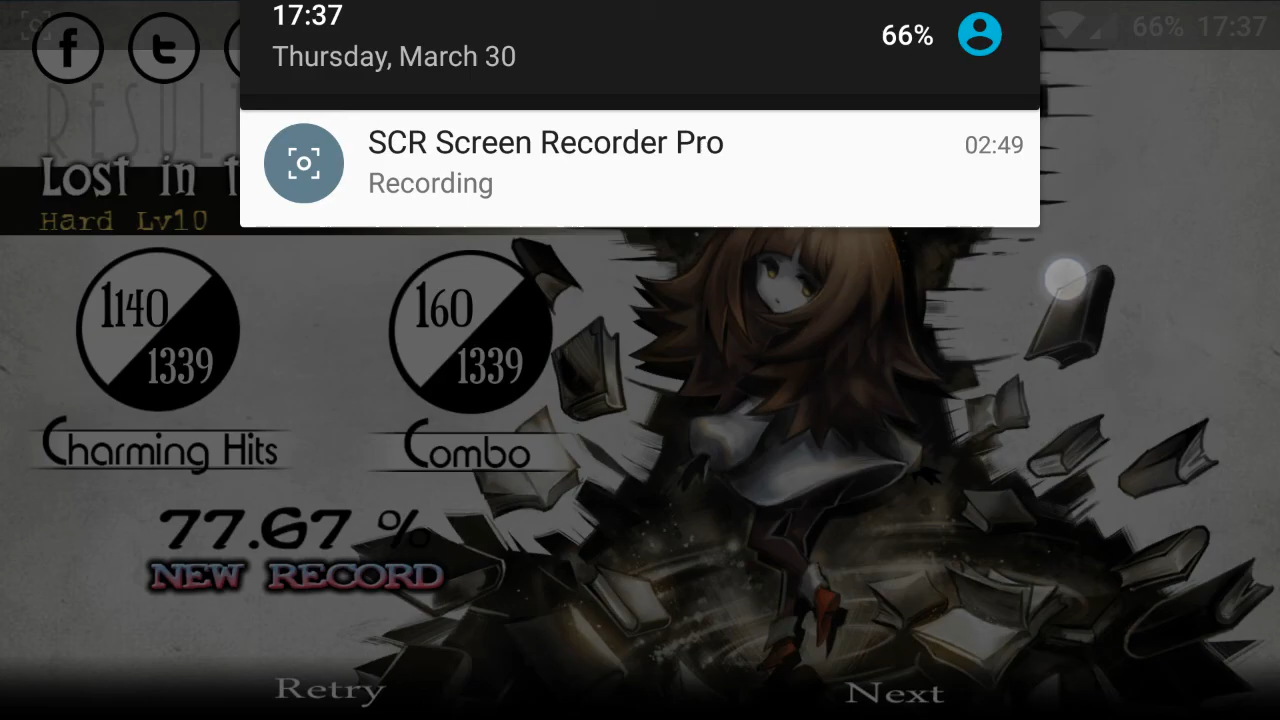 17:37
66%
Thursday, March 30
66% 17:37
SCR Screen Recorder Pro
02:49
Recording
RESULT
Lost in t
Hard Lv10
1140
1339
160
1339
Charming Hits
Combo
77.67 %
NEW RECORD
Retry
Next